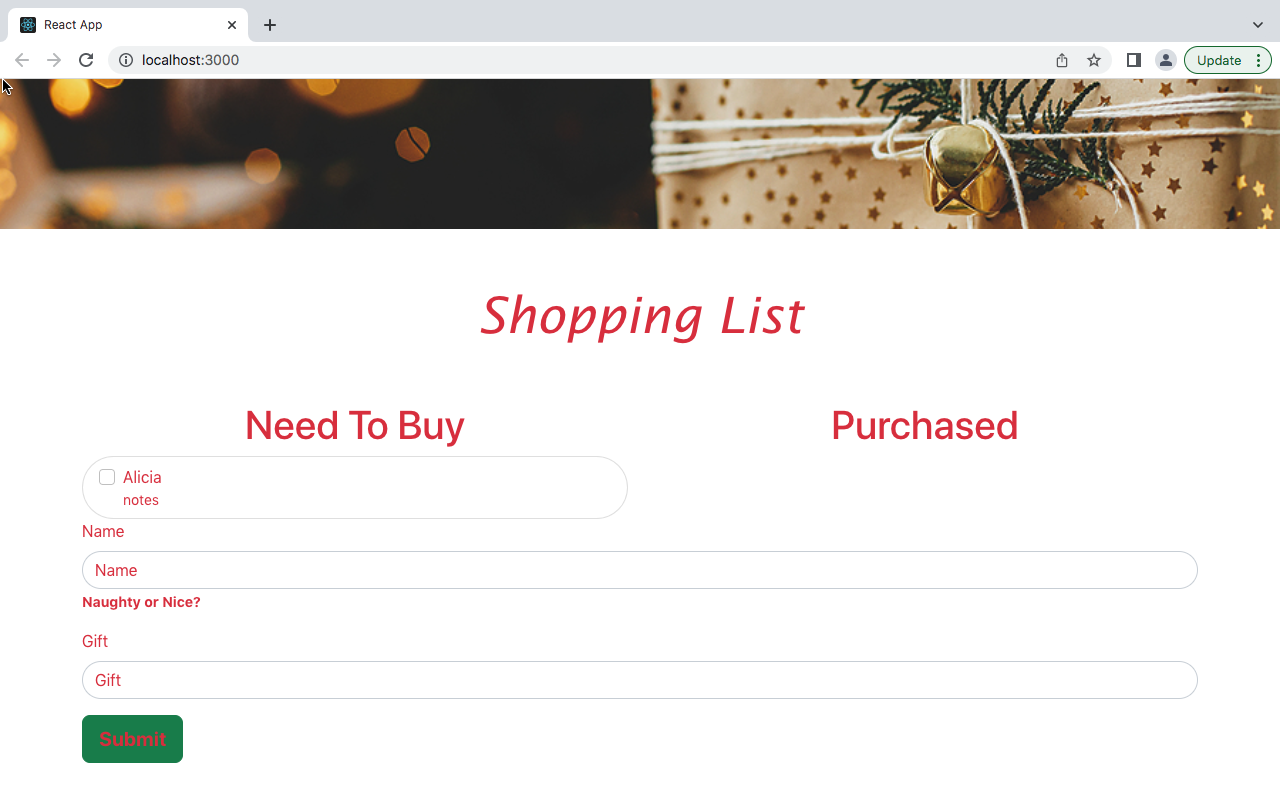 React App
localhost:3000
Update
Shopping List
Need To Buy
Purchased
Alicia
notes
Name
Name
Naughty or Nice?
Gift
Gift
Submit